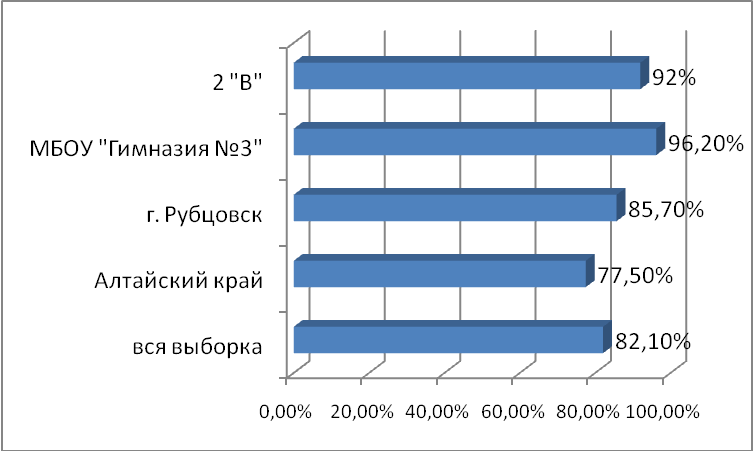 2 "В"
92%
МБОУ "Гимназия №3"
96,20%
г. Рубцовск
85,70%
Алтайский край
77,50%
вся выборка
82,10%
0,00% 20,00% 40,00% 60,00% 80,00% 100,00%